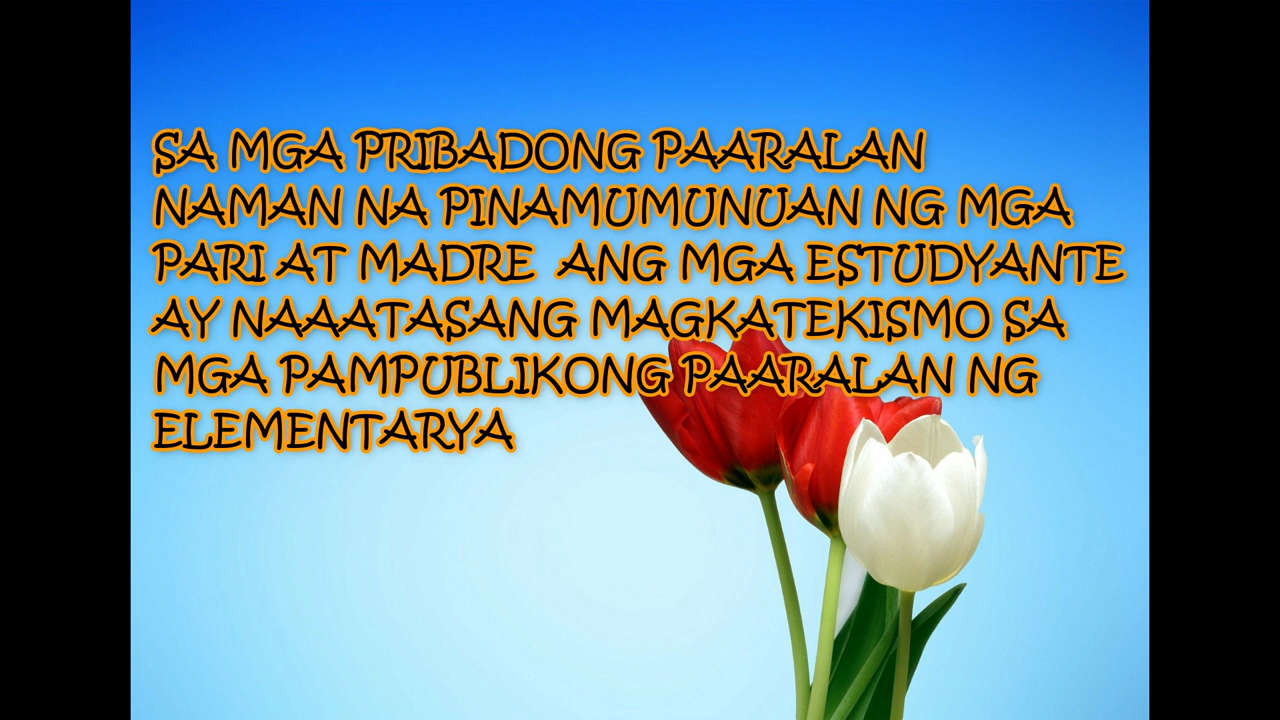 SA MGA PRIBADONG PAARALAN
NAMAN NA PINAMUMUNUAN NG MGA
PARI AT MADRE ANG MGA ESTUDYANTE
AY NAAATASANG MAGKATEKISMO SA
MGA PAMPUBLIKONG PAARALAN NG
ELEMENTARYA